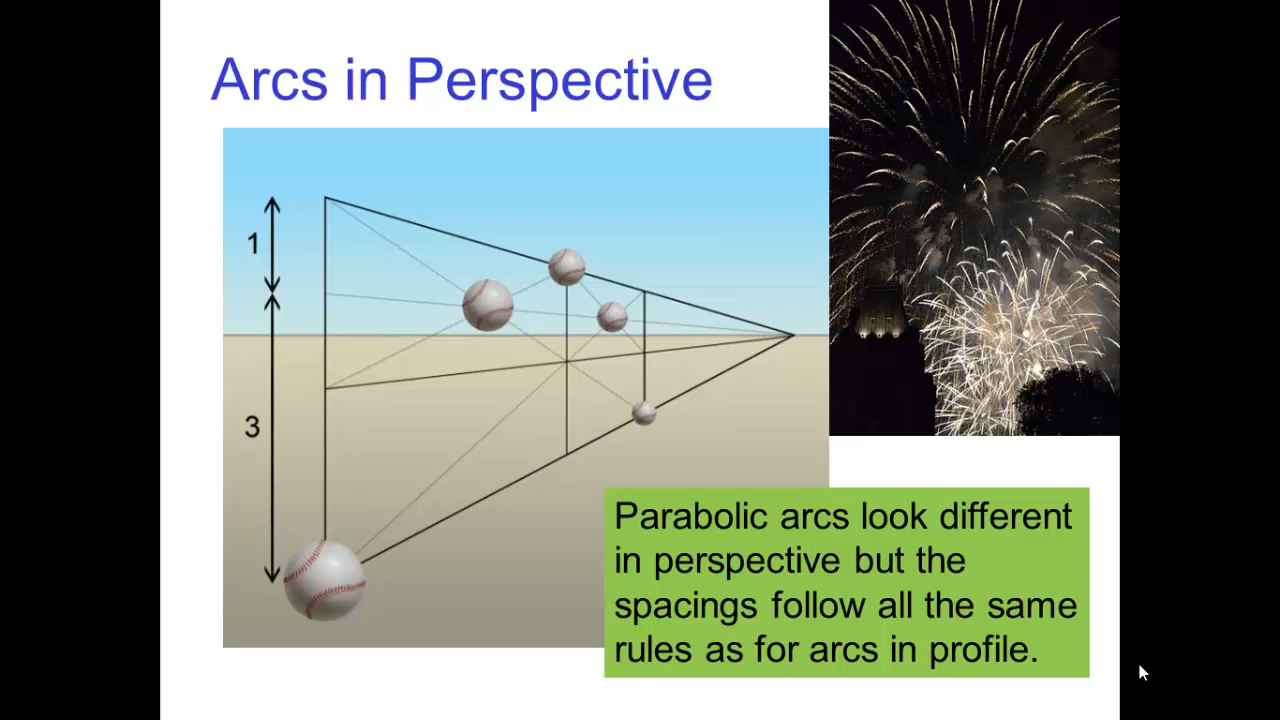 Arcs in Perspective
1
3
Parabolic arcs look different
in perspective but the
spacings follow all the same
rules as for arcs in profile.